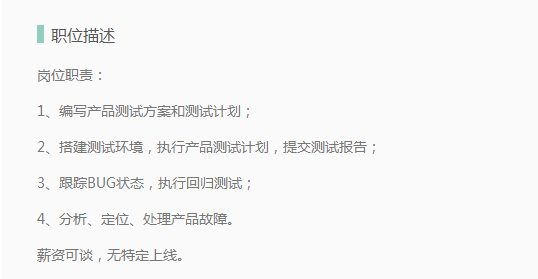 职位描述
岗位职责：
1、编写产品测试方案和测试计划；
2、搭建测试环境，执行产品测试计划，提交测试报告；
3、跟踪BUG状态，执行回归测试；
4、分析、定位、处理产品故障。
薪资可谈，无特定上线。